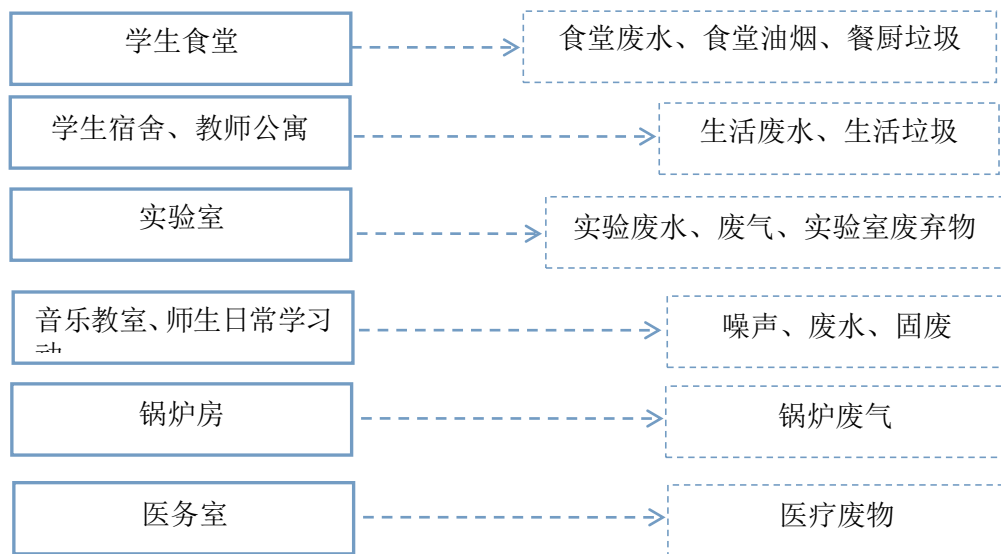 学生食堂
食堂废水、食堂油烟、餐厨垃圾
学生宿舍、教师公寓
生活废水、生活垃圾
实验室
实验废水、废气、实验室废弃物
音乐教室、师生日常学习
噪声、废水、固废
锅炉房
锅炉废气
医务室
医疗废物